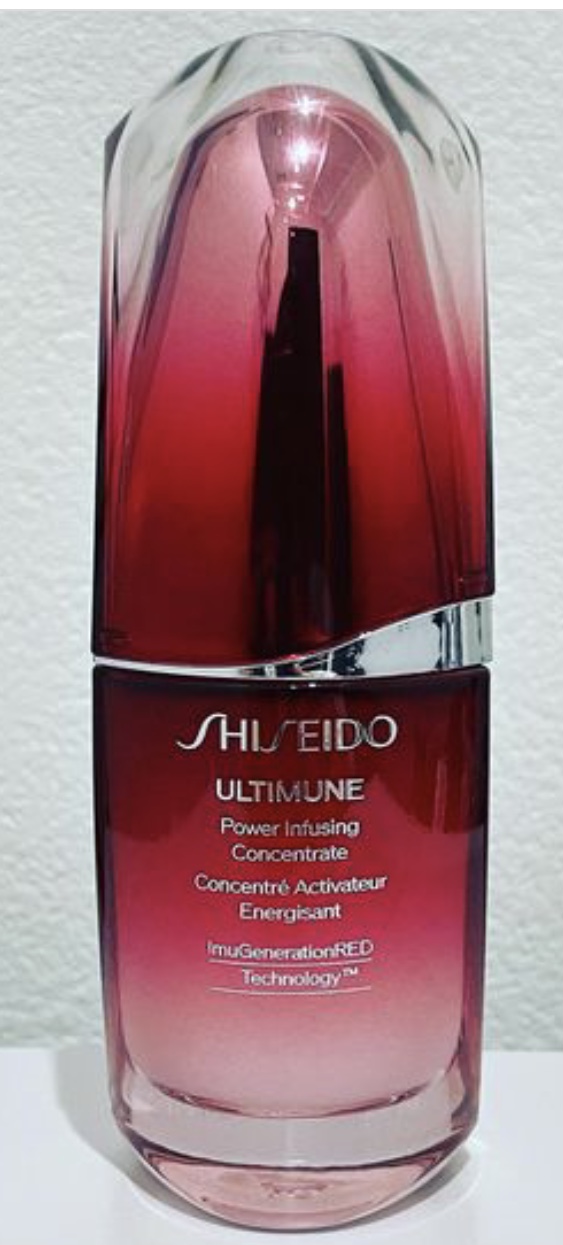 SHISEIDO
ULTIMUNE
Power Infusing
Concentrate
Concentré Activateur
Energisant
ImuGenerationRED
Technology™